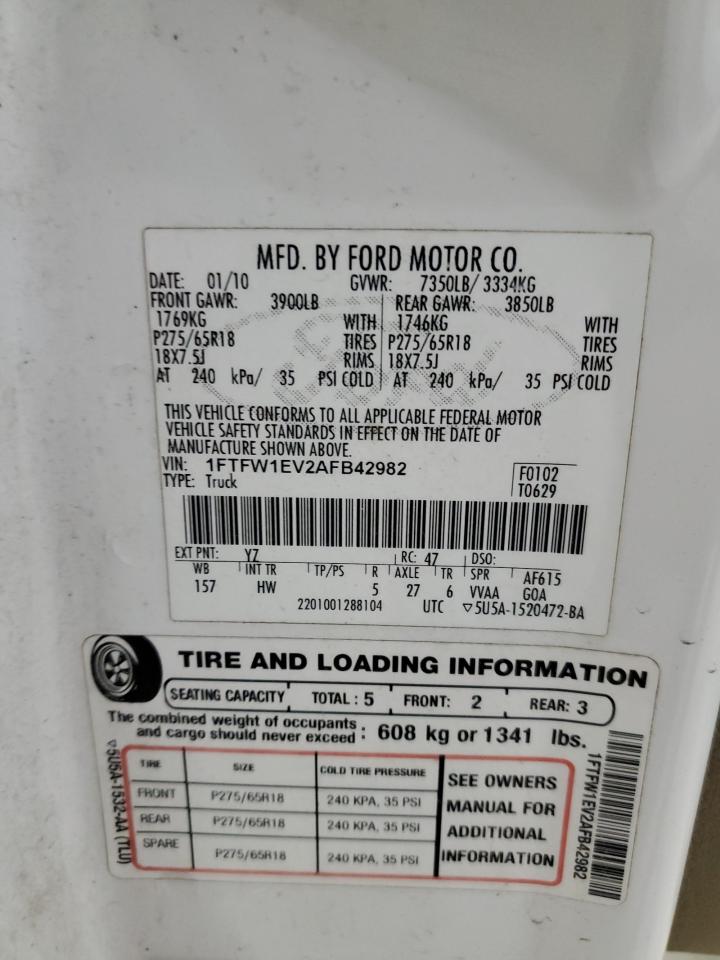 MFD. BY FORD MOTOR CO.
DATE: 01/10 GVWR: 7350LB/ 3334KG
FRONT GAWR: 3900LB REAR GAWR: 3850LB
1769KG WITH 1746KG WITH
P275/65R18 TIRES P275/65R18 TIRES
18X7.5J RIMS 18X7.5J RIMS
AT 240 kPa/ 35 PSI COLD AT 240 kPa/ 35 PSI COLD
THIS VEHICLE CONFORMS TO ALL APPLICABLE FEDERAL MOTOR
VEHICLE SAFETY STANDARDS IN EFFECT ON THE DATE OF
MANUFACTURE SHOWN ABOVE.
VIN: 1FTFW1EV2AFB42982 F0102
TYPE: Truck T0629
EXT PNT: YZ RC: 47 DSO:
WB INT TR TP/PS R AXLE TR SPR AF615
157 HW 5 27 6 VVAA GOA
2201001288104 UTC ▽5U5A-1520472-BA
TIRE AND LOADING INFORMATION
SEATING CAPACITY TOTAL : 5 FRONT: 2 REAR: 3
The combined weight of occupants
and cargo should never exceed : 608 kg or 1341 lbs.
TIRE SIZE COLD TIRE PRESSURE
FRONT P275/65R18 240 KPA, 35 PSI
REAR P275/65R18 240 KPA, 35 PSI
SPARE P275/65R18 240 KPA, 35 PSI
SEE OWNERS
MANUAL FOR
ADDITIONAL
INFORMATION
▽5U5A-1532-AA (TLU)
1FTFW1EV2AFB42982